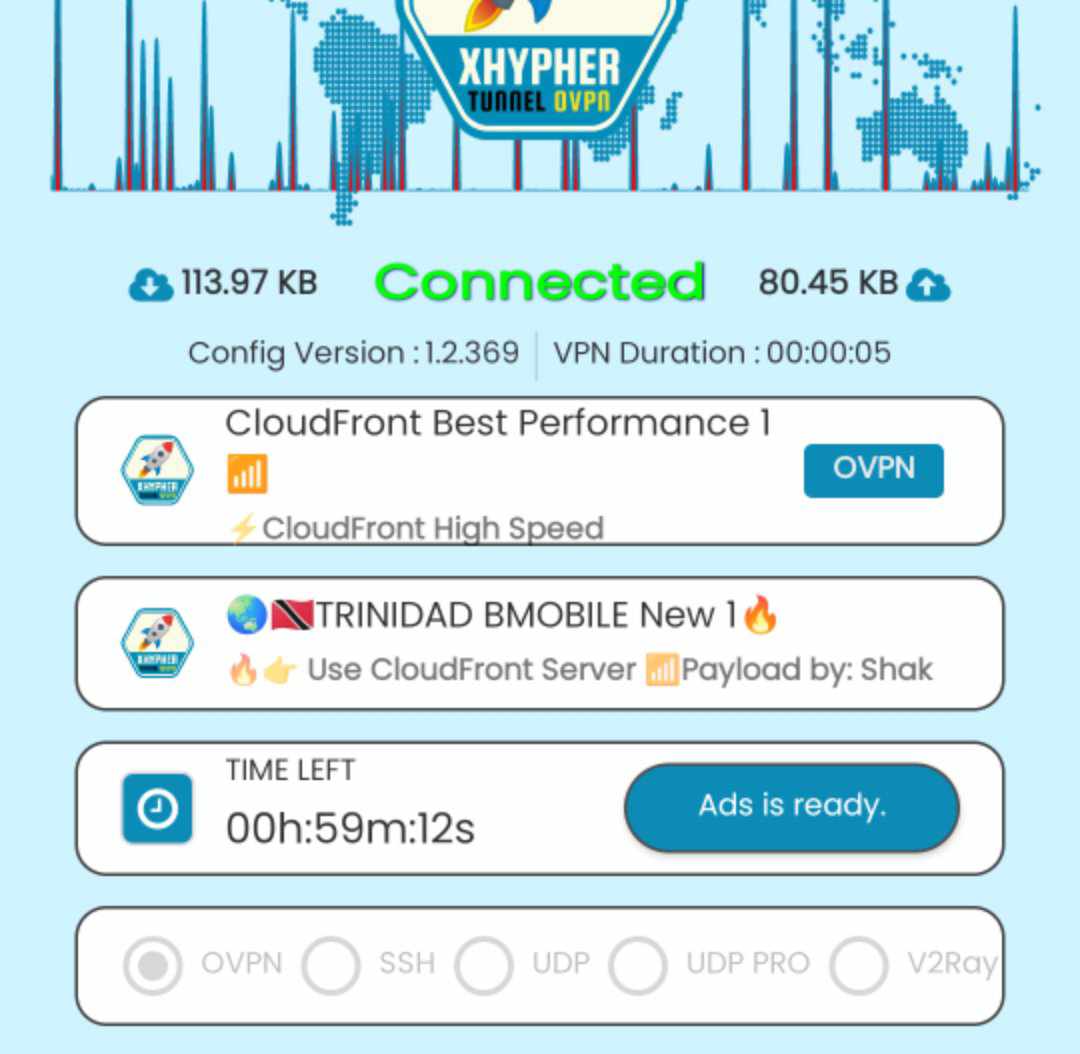 XHYPHER
TUNNEL OVPN
113.97 KB
Connected
80.45 KB
Config Version : 1.2.369
VPN Duration : 00:00:05
CloudFront Best Performance 1
📶
OVPN
⚡CloudFront High Speed
🌏🇹🇹TRINIDAD BMOBILE New 1🔥
🔥👉 Use CloudFront Server 📶Payload by: Shak
TIME LEFT
00h:59m:12s
Ads is ready.
OVPN SSH UDP UDP PRO V2Ray